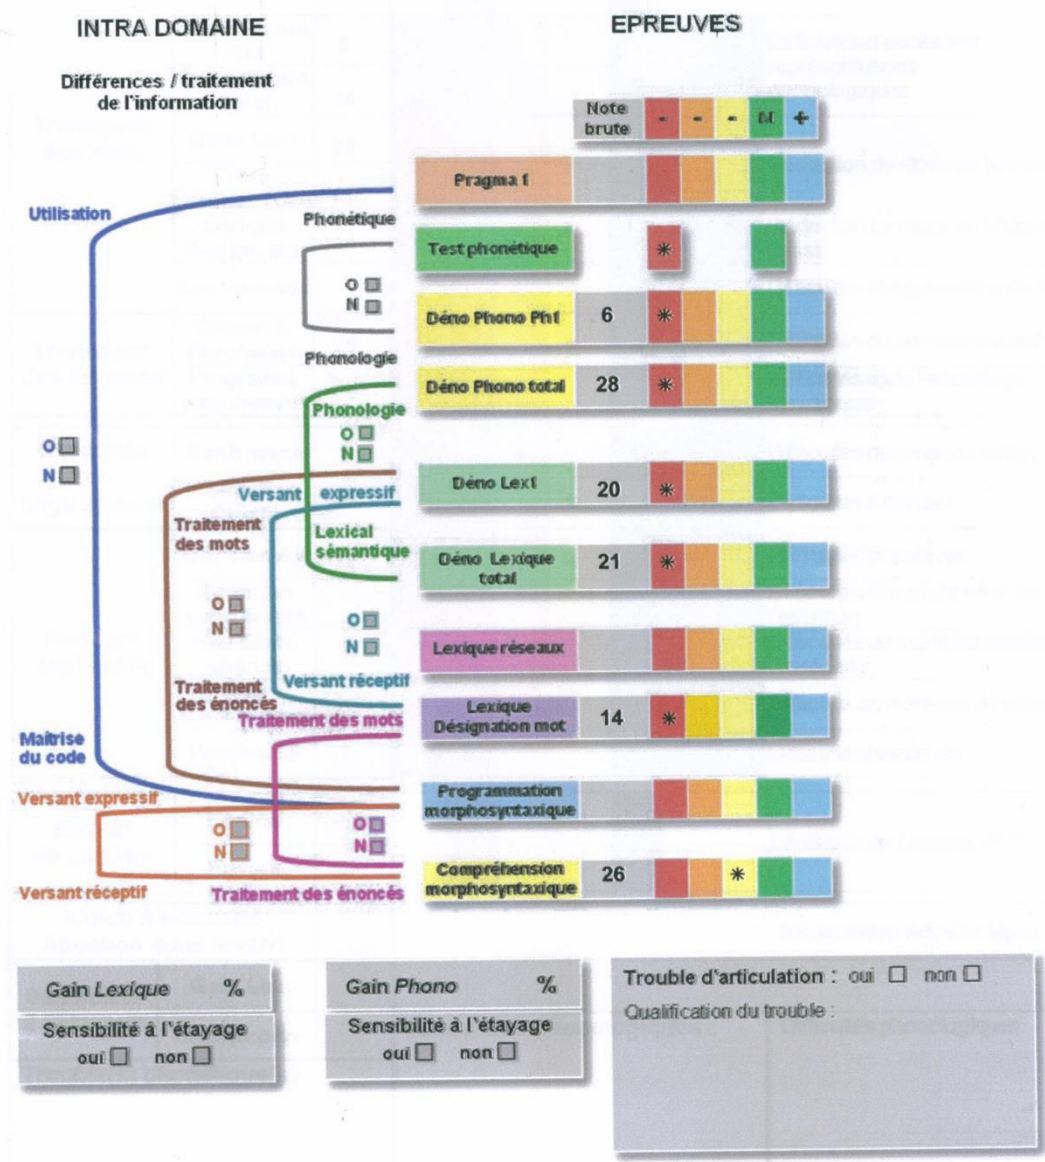 INTRA DOMAINE
EPREUVES
Différences / traitement
de l'information
Note
brute
- - - M +
Pragma 1
Utilisation
Phonétique
Test phonétique
*
O
N
Déno Phono Ph1
6
*
Phonologie
Déno Phono total
28
*
Phonologie
O
N
O
N
Versant expressif
Déno Lex1
20
*
Traitement
des mots
Lexical
sémantique
Déno Lexique
total
21
*
O
N
O
N
Lexique réseaux
Traitement
des énoncés
Versant réceptif
Lexique
Désignation mot
14
*
Traitement des mots
Maîtrise
du code
Versant expressif
Programmation
morphosyntaxique
O
N
O
N
Compréhension
morphosyntaxique
26
*
Versant réceptif
Traitement des énoncés
Gain Lexique %
Sensibilité à l'étayage
oui non
Gain Phono %
Sensibilité à l'étayage
oui non
Trouble d'articulation : oui non
Qualification du trouble :